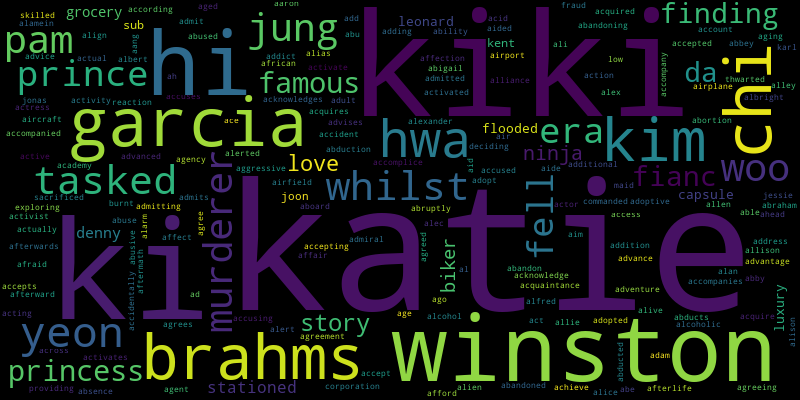 grocery according aged aaron acid fraud acquired finding
skilled sub admit jung leonard aided abandoning
alamein pam align abused hi add adding ability kiki account aging
advice actual albert aang famous alias abu kent ali accepted abbey karl
prince ah african addict affection airport low accompany da thwarted alley
jonas activity reaction accuses activate abigail admitted alliance action airplane chi
actress abuses acknowledges adult activated alex albright
aircraft garcia ace acquires alexander flooded era kim abortion
accompanied advises accident hwa air
active advanced agency alerted abduction deciding ninja woo
academy aggressive love accomplice aid aide additional fianc
tasked airfield whilst accused adopt maid capsule jessie
sacrificed burnt admits joon commanded adoptive abraham
exploring admitting murderer aboard abruptly fell actor access allen able ahead
activist abuse alarm agree katie
actually denny affect accepting admiral alec agreed aim addition address
afterwards abusive aftermath affair biker abandon advance allison advantage
afraid ki acknowledge alan
accepts accidentally al acquaintance accompanies abby
afterward ad age ago alfred adventure alive luxury
acting accusing story alcohol act allie adopted abducts acquire
yeon agrees alert agreement winston alcoholic
across activates brahms adam alison
princess accept alien abandoned achieve abducted afterlife agreeing
providing absence agent stationed corporation afford alice abe